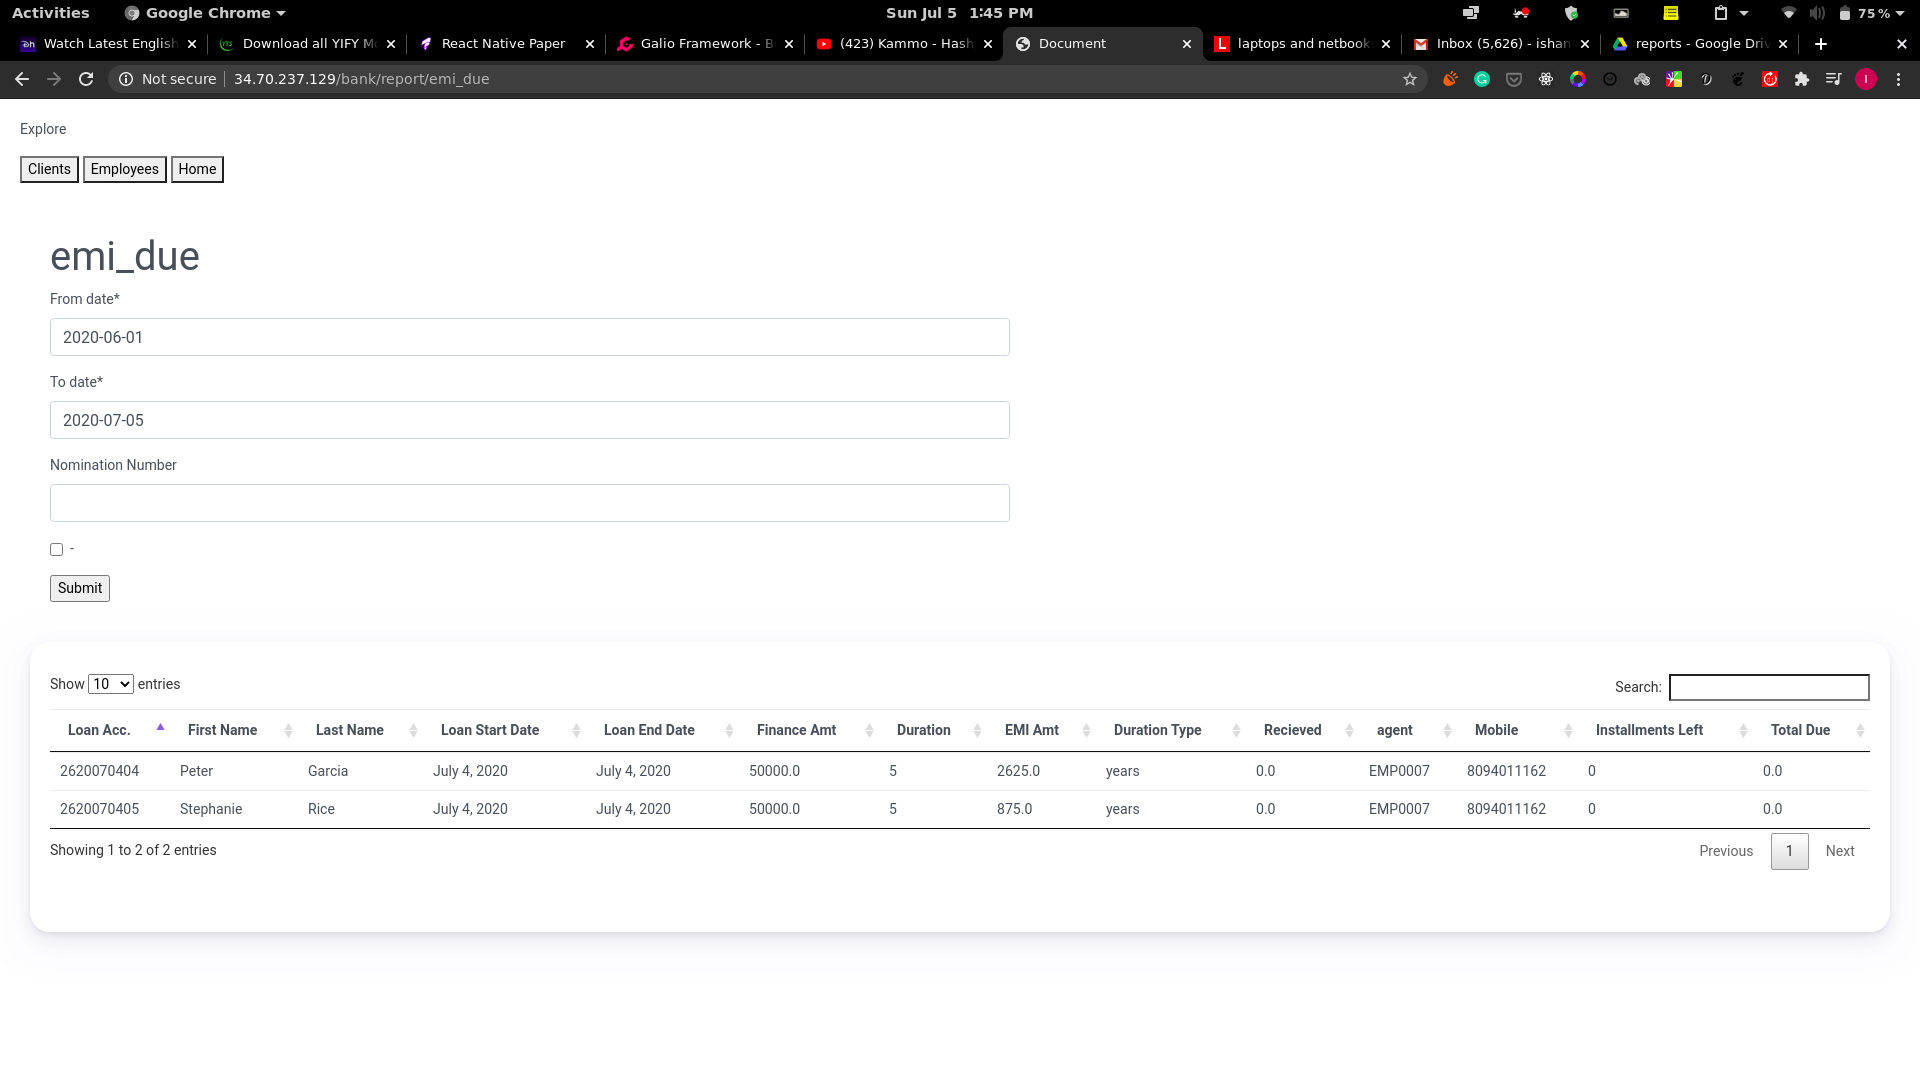 Activities Google Chrome Sun Jul 5 1:45 PM 75 %
Watch Latest English Download all YIFY Mo React Native Paper Galio Framework - B (423) Kammo - Hash Document laptops and netbook Inbox (5,626) - ishan reports - Google Driv
Not secure 34.70.237.129/bank/report/emi_due
Explore
Clients Employees Home
emi_due
From date*
2020-06-01
To date*
2020-07-05
Nomination Number
-
Submit
Show 10 entries Search:
Loan Acc. First Name Last Name Loan Start Date Loan End Date Finance Amt Duration EMI Amt Duration Type Recieved agent Mobile Installments Left Total Due
2620070404 Peter Garcia July 4, 2020 July 4, 2020 50000.0 5 2625.0 years 0.0 EMP0007 8094011162 0 0.0
2620070405 Stephanie Rice July 4, 2020 July 4, 2020 50000.0 5 875.0 years 0.0 EMP0007 8094011162 0 0.0
Showing 1 to 2 of 2 entries Previous 1 Next